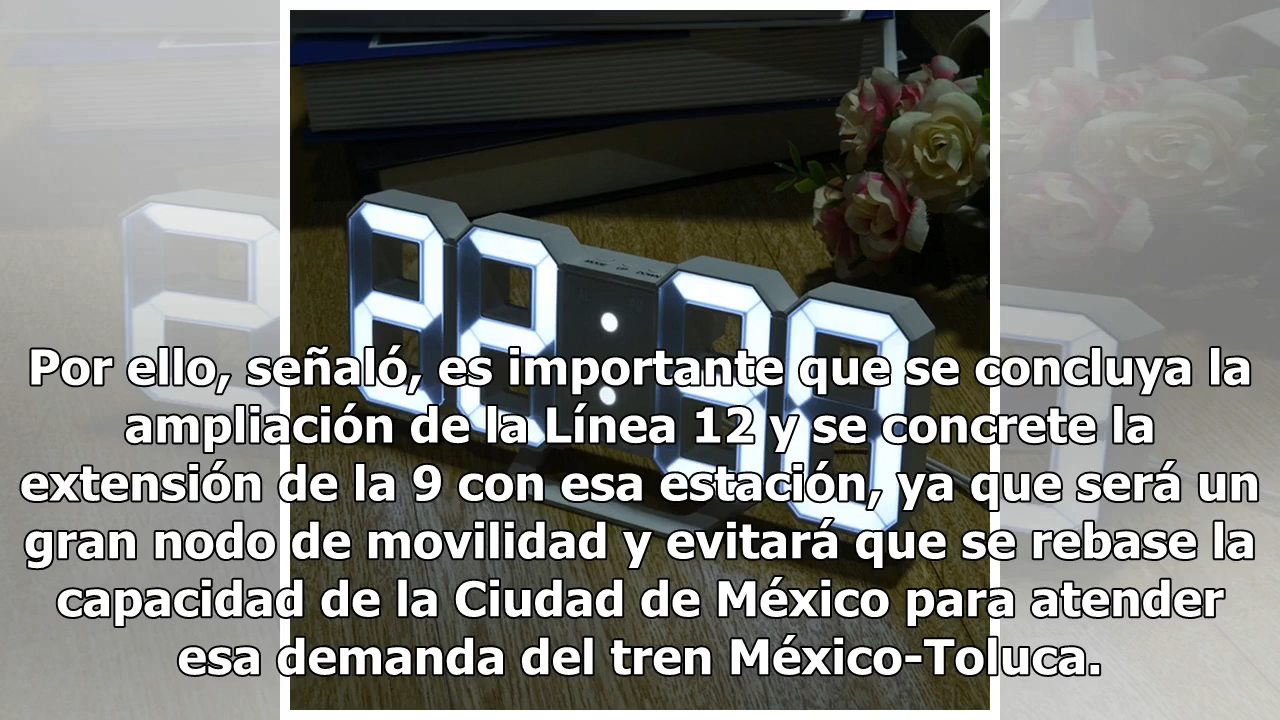 22:30
Por ello, señaló, es importante que se concluya la
ampliación de la Línea 12 y se concrete la
extensión de la 9 con esa estación, ya que será un
gran nodo de movilidad y evitará que se rebase la
capacidad de la Ciudad de México para atender
esa demanda del tren México-Toluca.